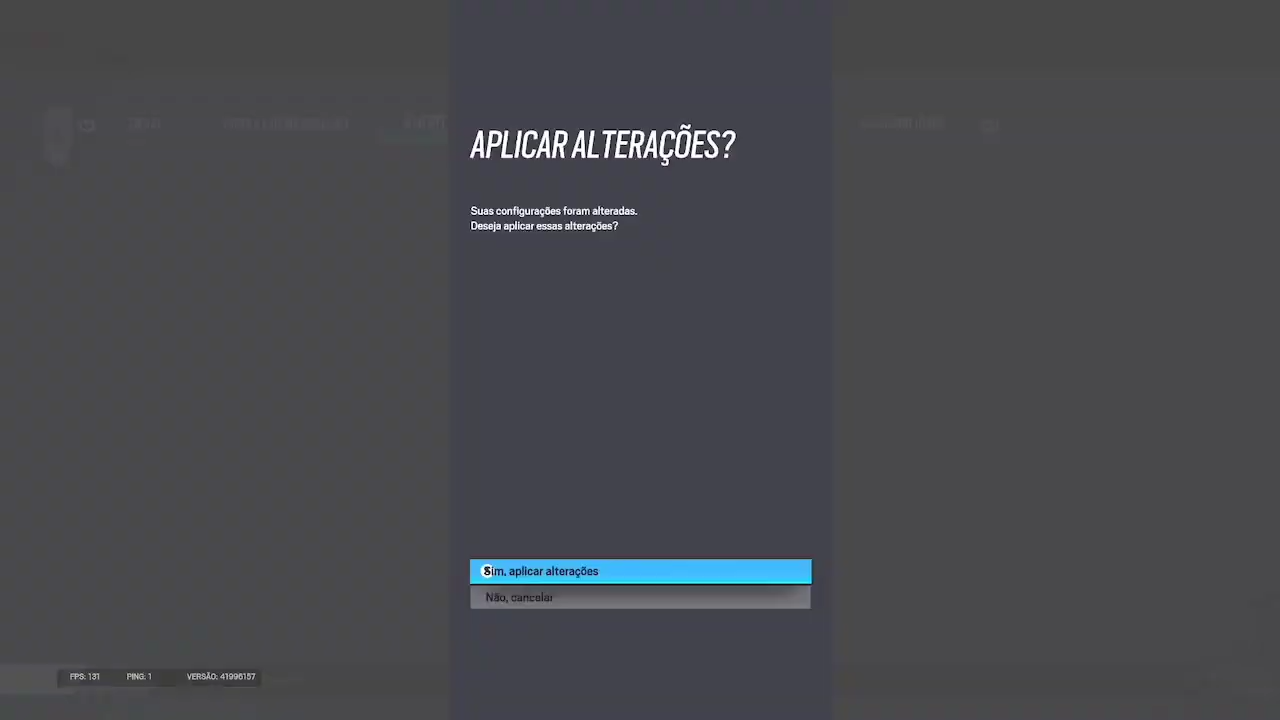 APLICAR ALTERAÇÕES?
Suas configurações foram alteradas.
Deseja aplicar essas alterações?
Sim, aplicar alterações
Não, cancelar
FPS: 131 PING: 1 VERSÃO: 41996157